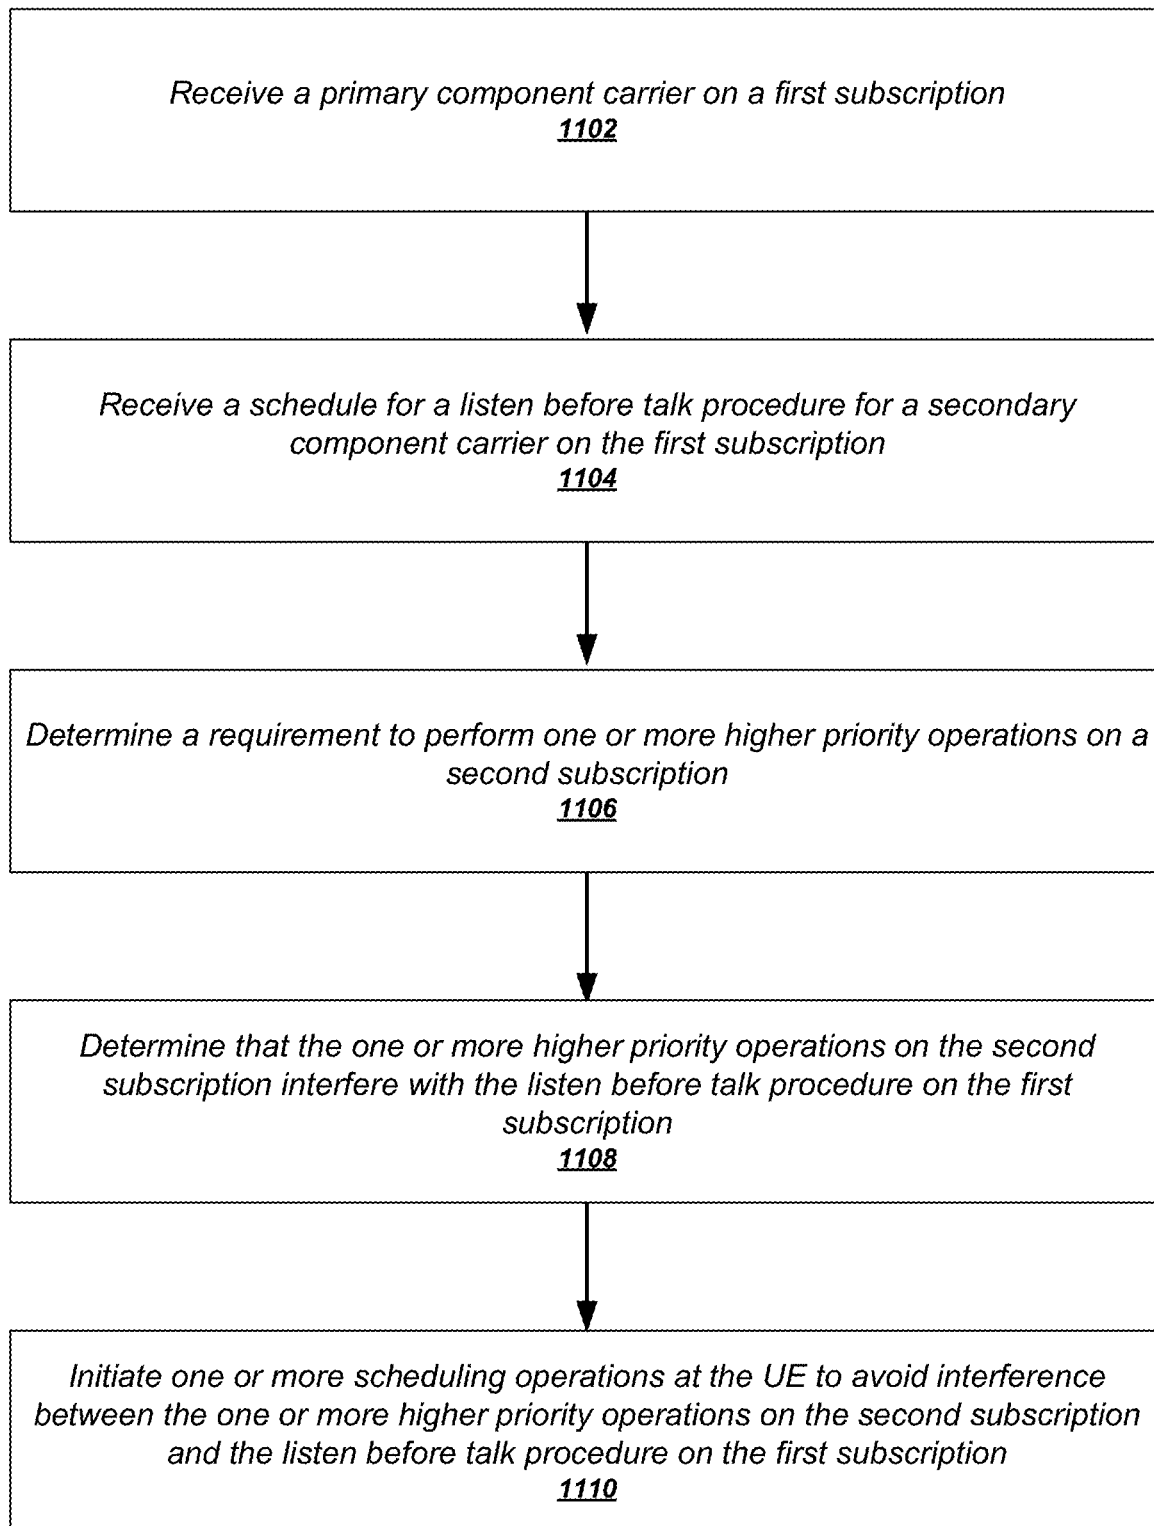 Receive a primary component carrier on a first subscription
1102
Receive a schedule for a listen before talk procedure for a secondary
component carrier on the first subscription
1104
Determine a requirement to perform one or more higher priority operations on a
second subscription
1106
Determine that the one or more higher priority operations on the second
subscription interfere with the listen before talk procedure on the first
subscription
1108
Initiate one or more scheduling operations at the UE to avoid interference
between the one or more higher priority operations on the second subscription
and the listen before talk procedure on the first subscription
1110